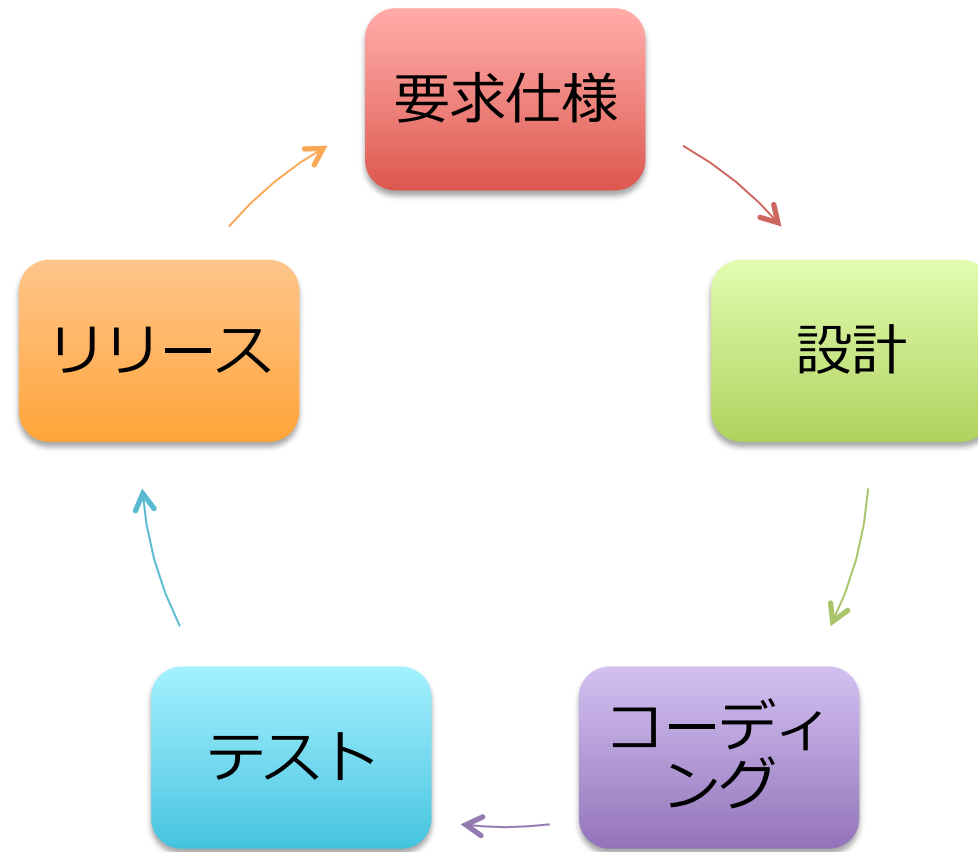 要求仕様
設計
コーディ
ング
テスト
リリース